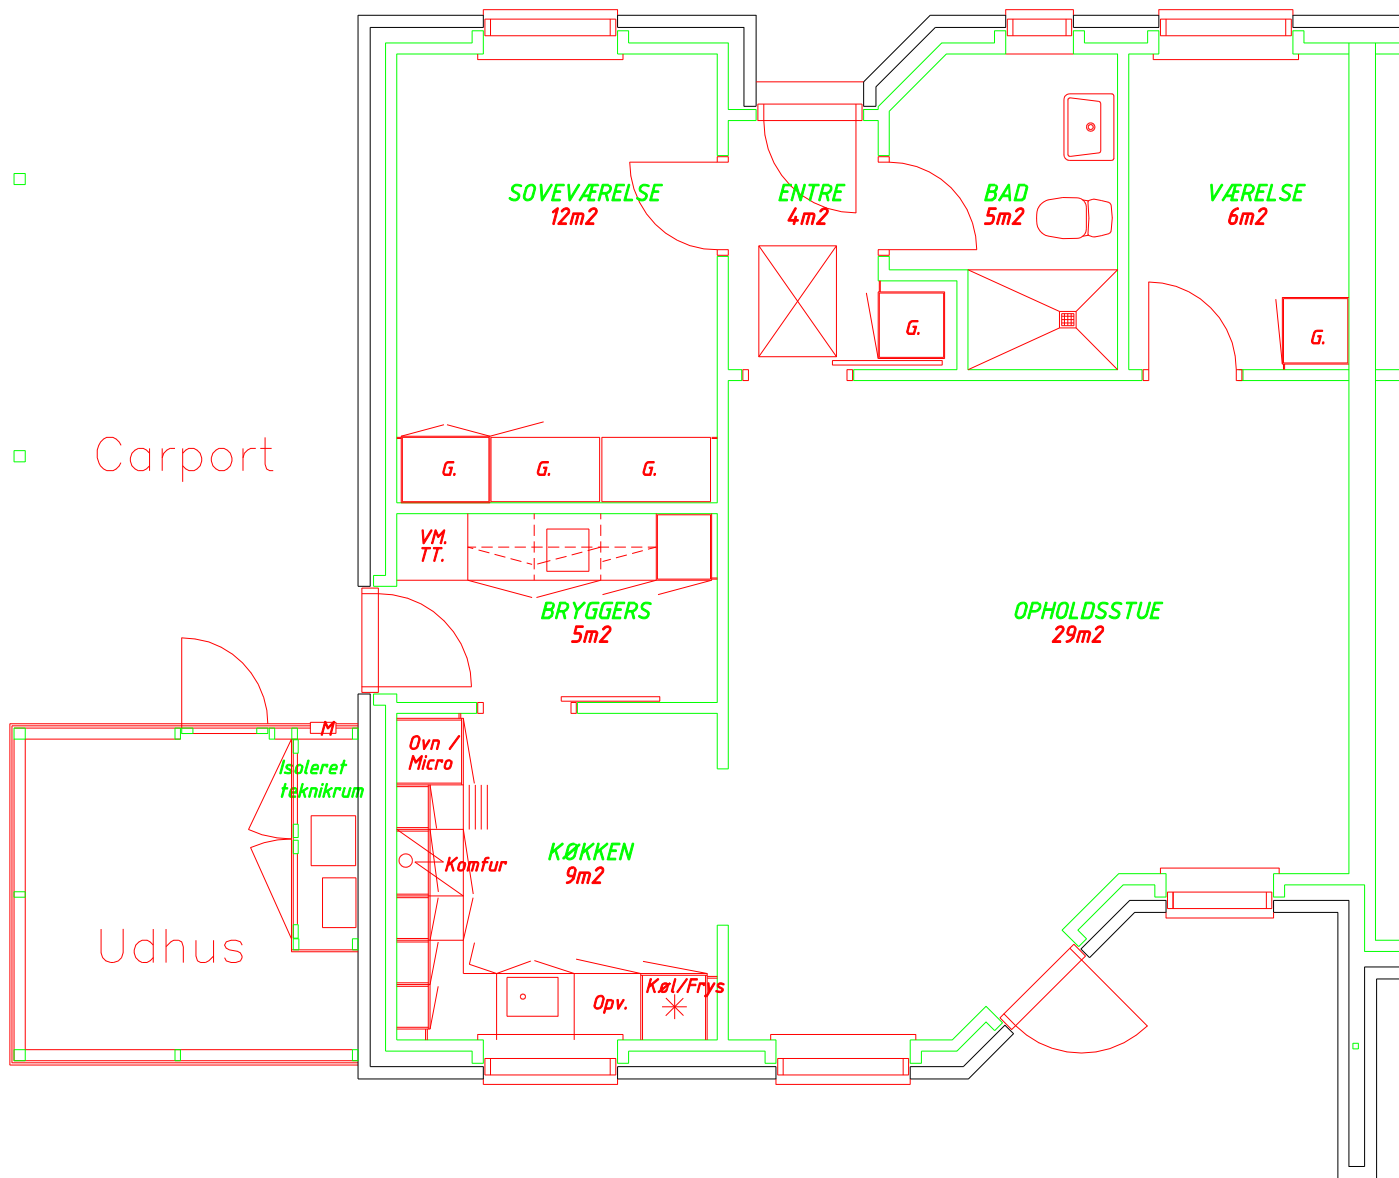 SOVEVÆRELSE
12m2
ENTRE
4m2
BAD
5m2
VÆRELSE
6m2
G.
G.
Carport
G.
G.
G.
VM.
TT.
BRYGGERS
5m2
OPHOLDSSTUE
29m2
M
Isoleret
teknikrum
Ovn /
Micro
KØKKEN
9m2
Komfur
Udhus
Opv.
Køl/Frys